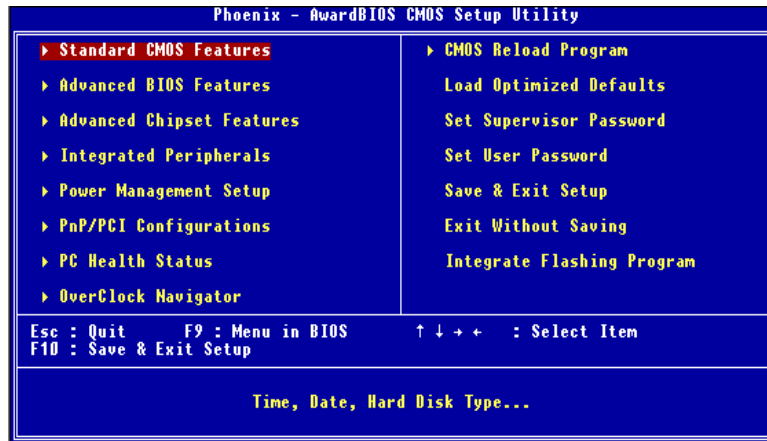 Phoenix - AwardBIOS CMOS Setup Utility
▸ Standard CMOS Features
▸ Advanced BIOS Features
▸ Advanced Chipset Features
▸ Integrated Peripherals
▸ Power Management Setup
▸ PnP/PCI Configurations
▸ PC Health Status
▸ OverClock Navigator
▸ CMOS Reload Program
Load Optimized Defaults
Set Supervisor Password
Set User Password
Save & Exit Setup
Exit Without Saving
Integrate Flashing Program
Esc : Quit F9 : Menu in BIOS ↑ ↓ → ← : Select Item
F10 : Save & Exit Setup
Time, Date, Hard Disk Type...